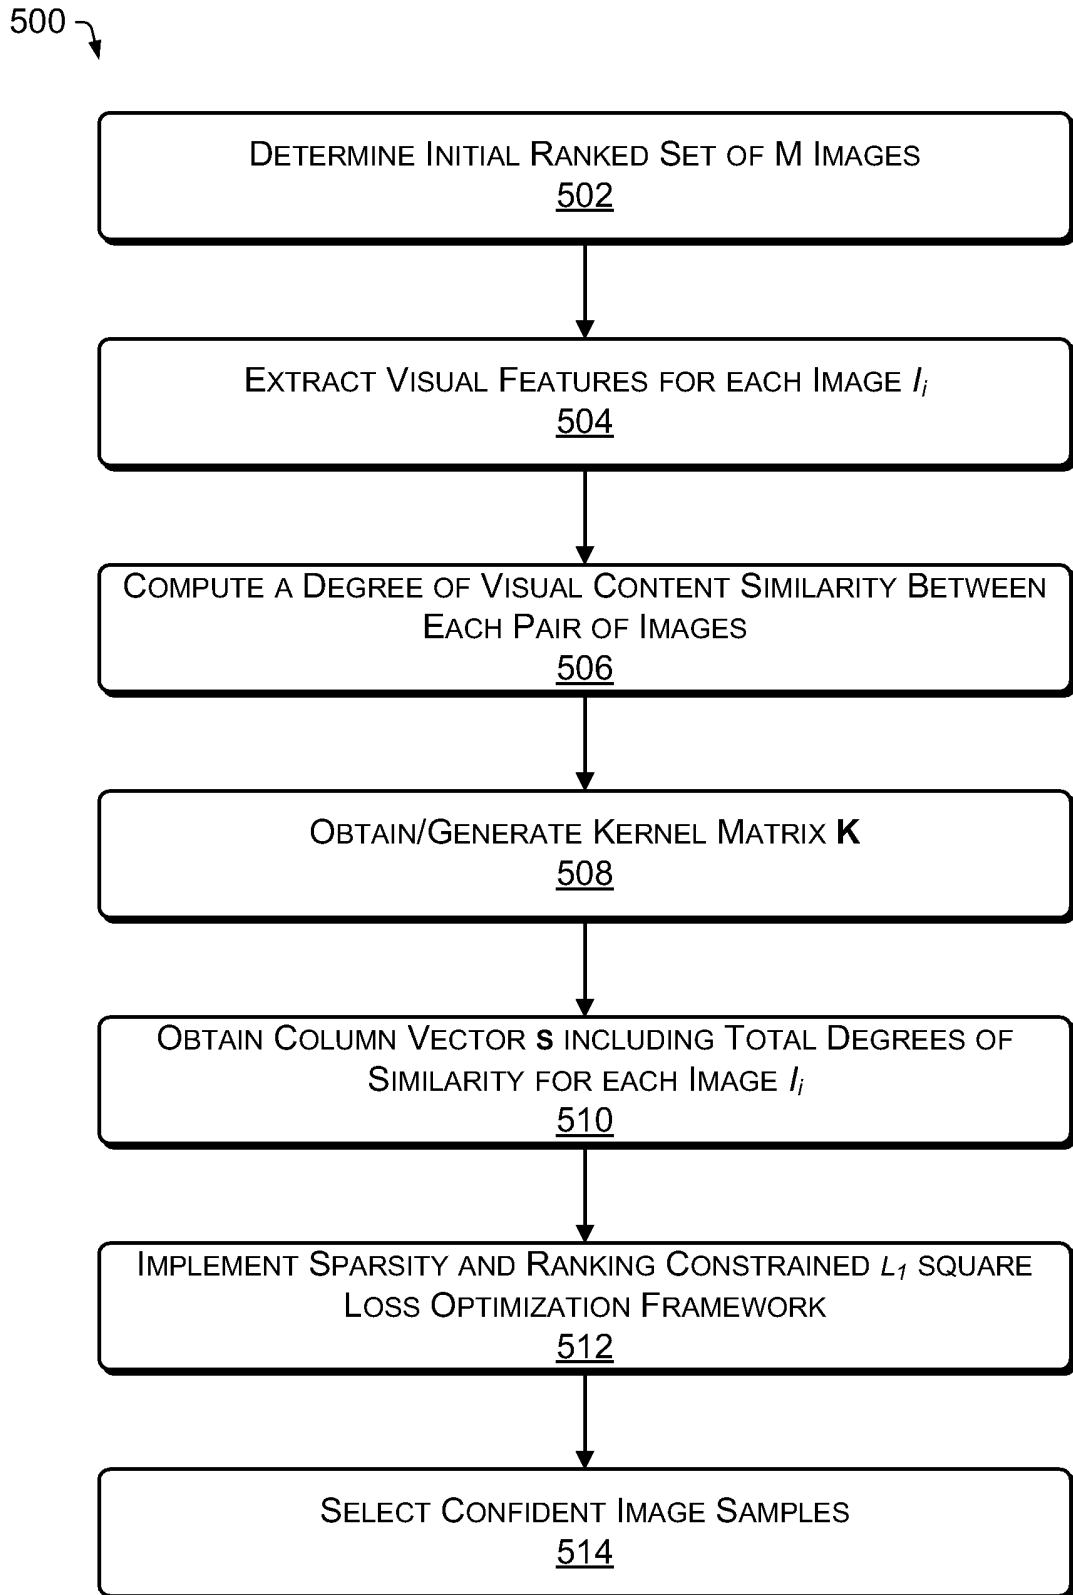 500
DETERMINE INITIAL RANKED SET OF M IMAGES
502
EXTRACT VISUAL FEATURES FOR EACH IMAGE Ii
504
COMPUTE A DEGREE OF VISUAL CONTENT SIMILARITY BETWEEN
EACH PAIR OF IMAGES
506
OBTAIN/GENERATE KERNEL MATRIX K
508
OBTAIN COLUMN VECTOR S INCLUDING TOTAL DEGREES OF
SIMILARITY FOR EACH IMAGE Ii
510
IMPLEMENT SPARSITY AND RANKING CONSTRAINED L1 SQUARE
LOSS OPTIMIZATION FRAMEWORK
512
SELECT CONFIDENT IMAGE SAMPLES
514